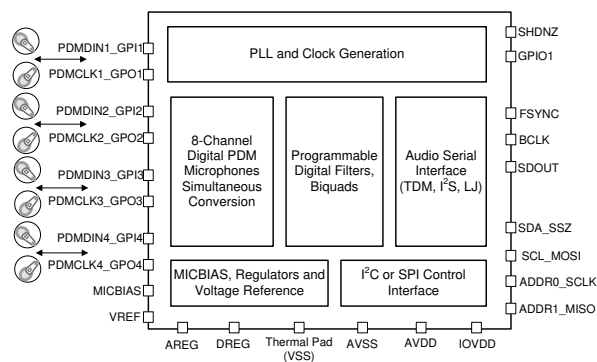 PDMDIN1_GPI1
PDMCLK1_GPO1
PDMDIN2_GPI2
PDMCLK2_GPO2
PDMDIN3_GPI3
PDMCLK3_GPO3
PDMDIN4_GPI4
PDMCLK4_GPO4
MICBIAS
VREF
PLL and Clock Generation
8-Channel
Digital PDM
Microphones
Simultaneous
Conversion
Programmable
Digital Filters,
Biquads
Audio Serial
Interface
(TDM, I²S, LJ)
MICBIAS, Regulators and
Voltage Reference
I²C or SPI Control
Interface
SHDNZ
GPIO1
FSYNC
BCLK
SDOUT
SDA_SSZ
SCL_MOSI
ADDR0_SCLK
ADDR1_MISO
AREG
DREG
Thermal Pad
(VSS)
AVSS
AVDD
IOVDD